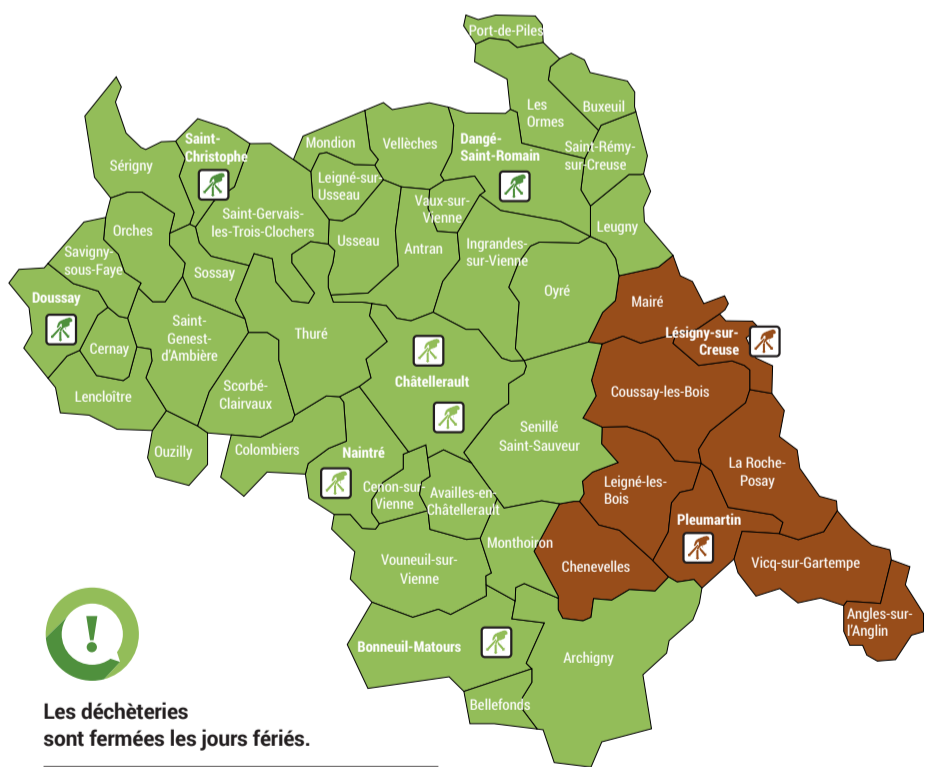 Port-de-Piles
Les
Ormes
Buxeuil
Saint-
Christophe
Mondion
Vellèches
Dangé-
Saint-Romain
Saint-Rémy-
sur-Creuse
Sérigny
Leigné-sur-
Usseau
Vaux-sur-
Vienne
Saint-Gervais-
les-Trois-Clochers
Leugny
Orches
Usseau
Antran
Ingrandes-
sur-Vienne
Savigny-
sous-Faye
Sossay
Oyré
Doussay
Mairé
Saint-
Genest-
d'Ambière
Thuré
Lésigny-sur-
Creuse
Cernay
Châtellerault
Scorbé-
Clairvaux
Coussay-les-Bois
Lencloître
Senillé
Saint-Sauveur
Ouzilly
Colombiers
Naintré
La Roche-
Posay
Cenon-sur-
Vienne
Availles-en-
Châtellerault
Leigné-les-
Bois
Pleumartin
Monthoiron
Vouneuil-sur-
Vienne
Chenevelles
Vicq-sur-Gartempe
Angles-sur-
l'Anglin
Bonneuil-Matours
Archigny
Bellefonds
!
Les déchèteries
sont fermées les jours fériés.